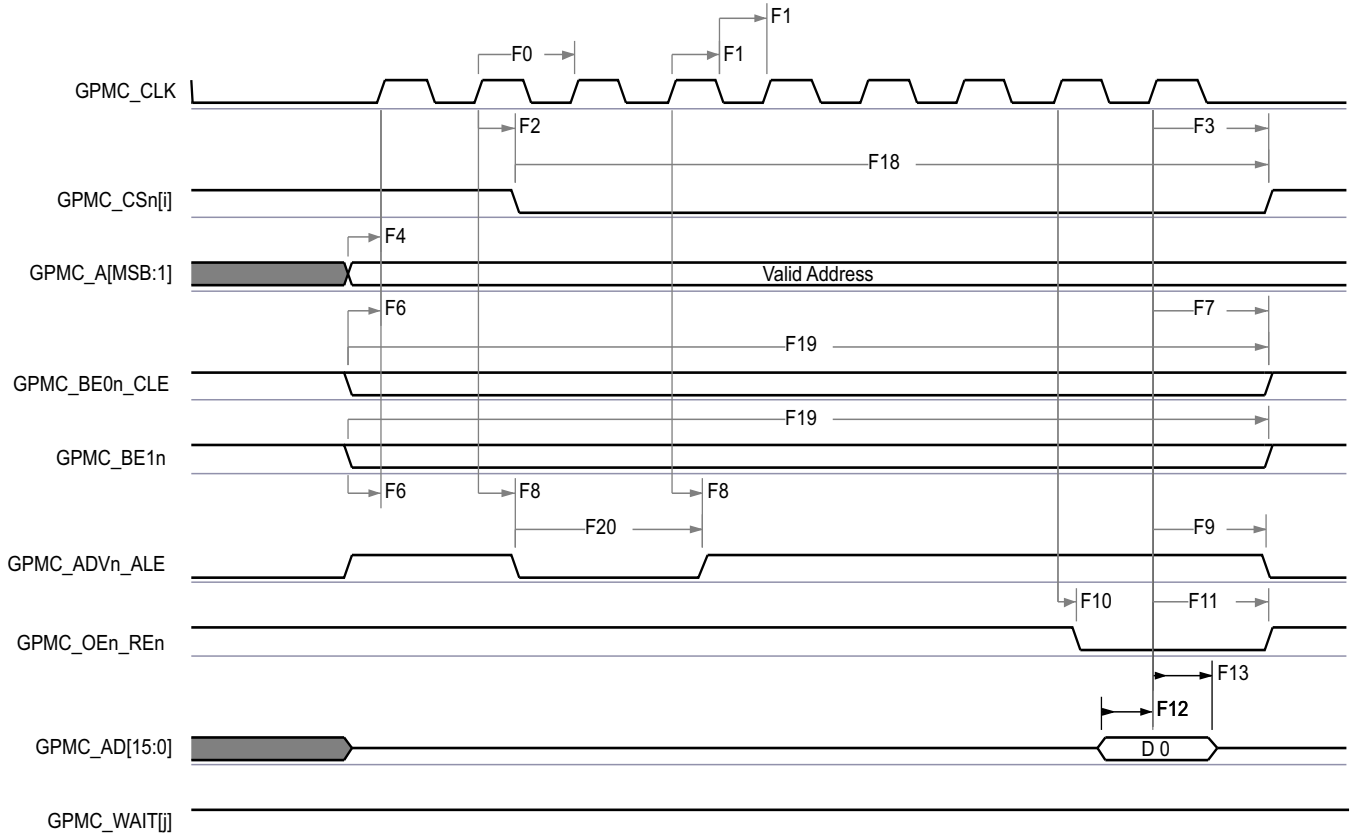 F1
F0
F1
GPMC_CLK
F2
F3
F18
GPMC_CSn[i]
F4
GPMC_A[MSB:1]
Valid Address
F6
F7
F19
GPMC_BE0n_CLE
F19
GPMC_BE1n
F6
F8
F8
F20
F9
GPMC_ADVn_ALE
F10
F11
GPMC_OEn_REn
F13
F12
GPMC_AD[15:0]
D 0
GPMC_WAIT[j]